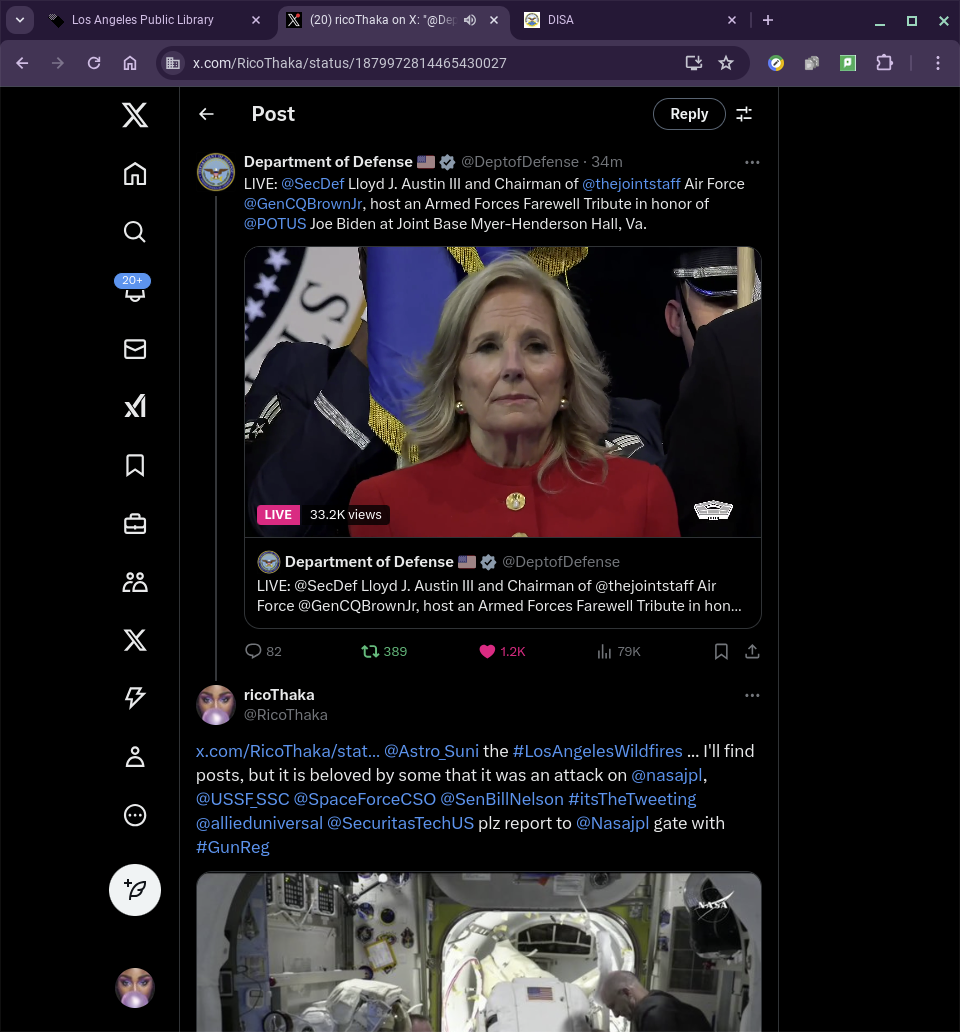 Los Angeles Public Library
(20) ricoThaka on X: "@Dep
DISA
x.com/RicoThaka/status/1879972814465430027
Post
Reply
Department of Defense 🇺🇸 @DeptofDefense · 34m
LIVE: @SecDef Lloyd J. Austin III and Chairman of @thejointstaff Air Force
@GenCQBrownJr, host an Armed Forces Farewell Tribute in honor of
@POTUS Joe Biden at Joint Base Myer-Henderson Hall, Va.
20+
S I S
LIVE 33.2K views
Department of Defense 🇺🇸 @DeptofDefense
LIVE: @SecDef Lloyd J. Austin III and Chairman of @thejointstaff Air
Force @GenCQBrownJr, host an Armed Forces Farewell Tribute in hon...
82 389 1.2K 79K
ricoThaka
@RicoThaka
x.com/RicoThaka/stat... @Astro_Suni the #LosAngelesWildfires ... I'll find
posts, but it is beloved by some that it was an attack on @nasajpl,
@USSF_SSC @SpaceForceCSO @SenBillNelson #itsTheTweeting
@allieduniversal @SecuritasTechUS plz report to @Nasajpl gate with
#GunReg
NASA